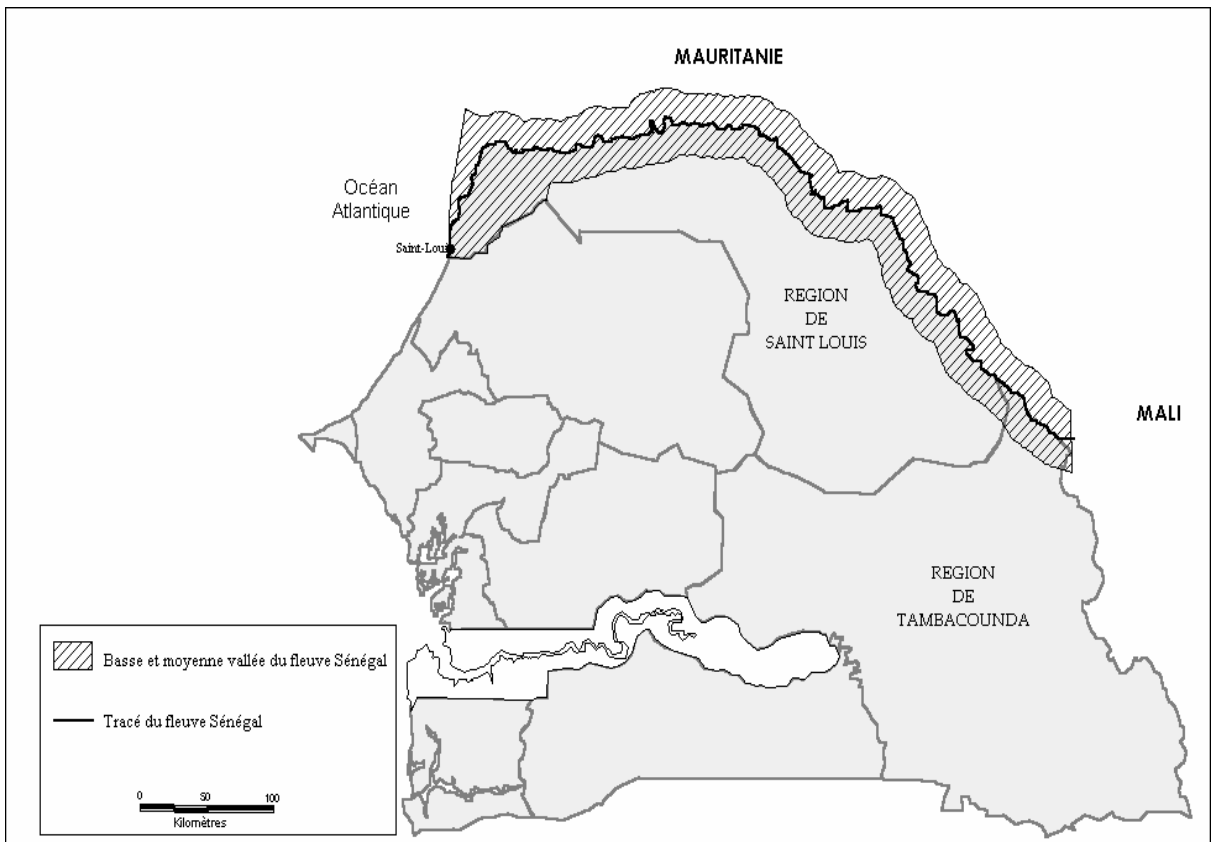 MAURITANIE
Océan
Atlantique
Saint-Loui
REGION
DE
SAINT LOUIS
MALI
REGION
DE
TAMBACOUNDA
Basse et moyenne vallée du fleuve Sénégal
Tracé du fleuve Sénégal
0 50 100
Kilomètres